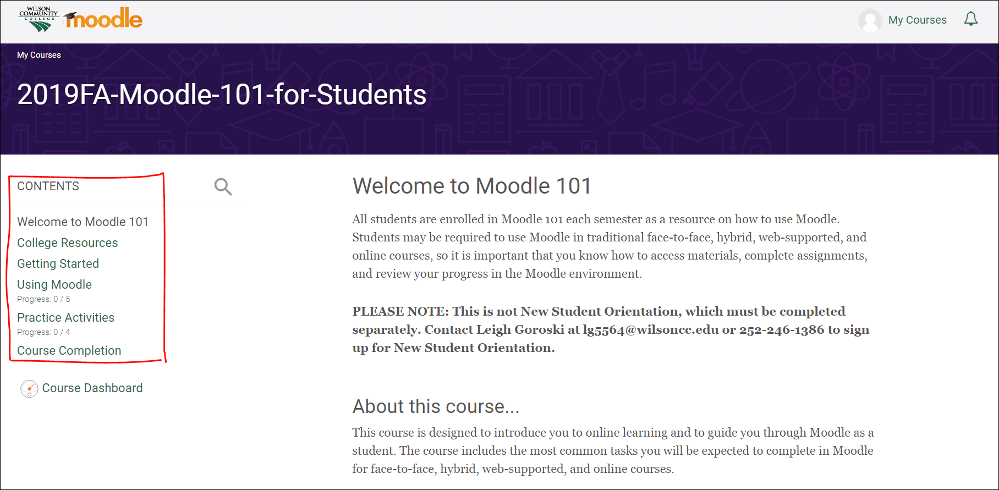 WILSON
COMMUNITY
COLLEGE
moodle
My Courses
My Courses
2019FA-Moodle-101-for-Students
CONTENTS
Welcome to Moodle 101
College Resources
Getting Started
Using Moodle
Progress: 0 / 5
Practice Activities
Progress: 0 / 4
Course Completion
Course Dashboard
Welcome to Moodle 101
All students are enrolled in Moodle 101 each semester as a resource on how to use Moodle.
Students may be required to use Moodle in traditional face-to-face, hybrid, web-supported, and
online courses, so it is important that you know how to access materials, complete assignments,
and review your progress in the Moodle environment.
PLEASE NOTE: This is not New Student Orientation, which must be completed
separately. Contact Leigh Goroski at lg5564@wilsoncc.edu or 252-246-1386 to sign
up for New Student Orientation.
About this course...
This course is designed to introduce you to online learning and to guide you through Moodle as a
student. The course includes the most common tasks you will be expected to complete in Moodle
for face-to-face, hybrid, web-supported, and online courses.